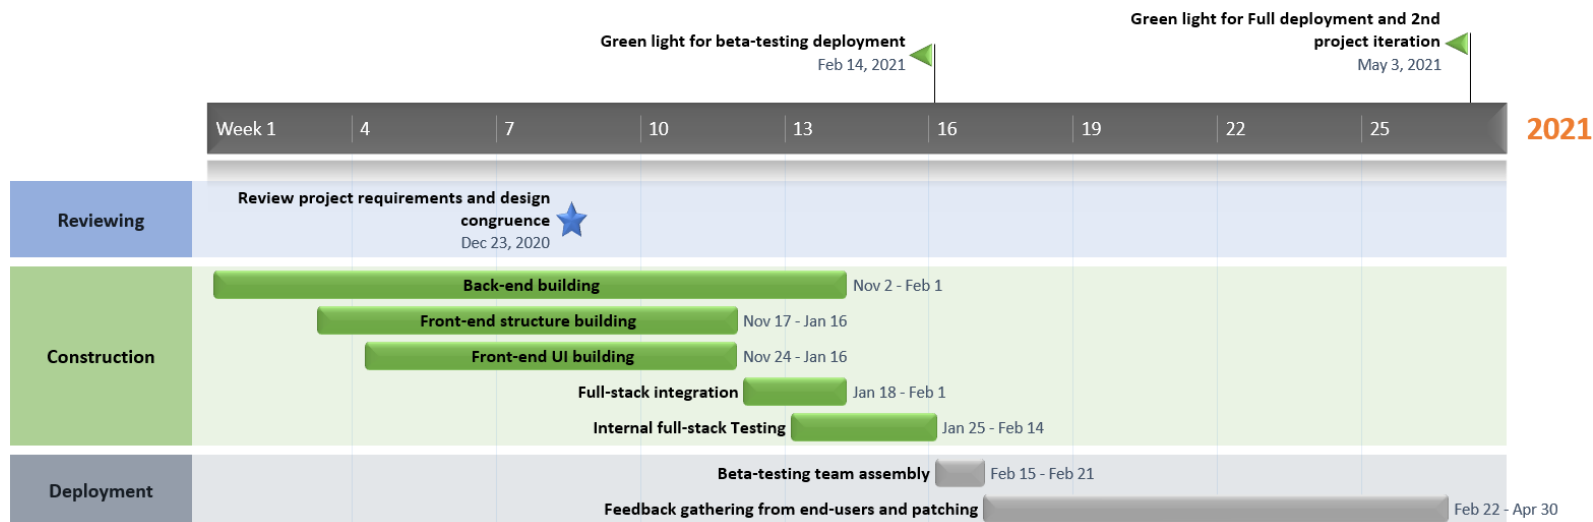 Green light for Full deployment and 2nd
project iteration
May 3, 2021
Green light for beta-testing deployment
Feb 14, 2021
Week 1 4 7 10 13 16 19 22 25 2021
Reviewing
Review project requirements and design
congruence
Dec 23, 2020
Construction
Back-end building Nov 2 - Feb 1
Front-end structure building Nov 17 - Jan 16
Front-end UI building Nov 24 - Jan 16
Full-stack integration Jan 18 - Feb 1
Internal full-stack Testing Jan 25 - Feb 14
Deployment
Beta-testing team assembly Feb 15 - Feb 21
Feedback gathering from end-users and patching Feb 22 - Apr 30